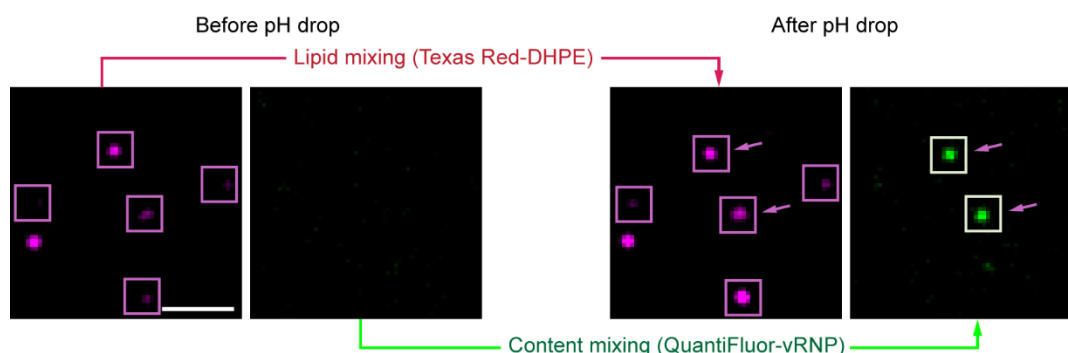 Before pH drop
After pH drop
Lipid mixing (Texas Red-DHPE)
Content mixing (QuantiFluor-vRNP)